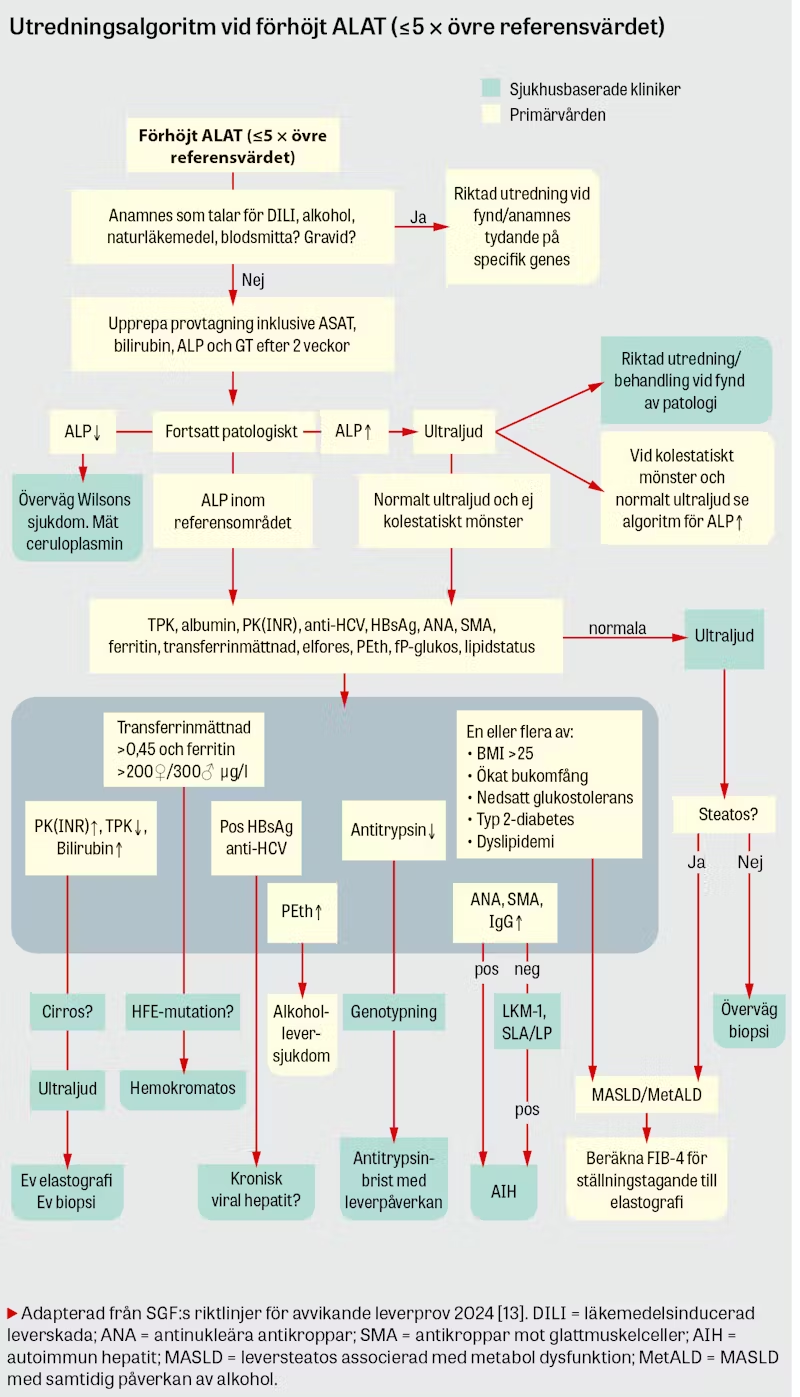 Utredningsalgoritm vid förhöjt ALAT (≤5 × övre referensvärdet)
Sjukhusbaserade kliniker
Primärvården
Förhöjt ALAT (≤5 × övre
referensvärdet)
Anamnes som talar för DILI, alkohol,
naturläkemedel, blodsmitta? Gravid?
Ja
Riktad utredning vid
fynd/anamnes
tydande på
specifik genes
Nej
Upprepa provtagning inklusive ASAT,
bilirubin, ALP och GT efter 2 veckor
Riktad utredning/
behandling vid fynd
av patologi
ALP↓
Fortsatt patologiskt
ALP↑
Ultraljud
Vid kolestatiskt
mönster och
normalt ultraljud se
algoritm för ALP↑
Överväg Wilsons
sjukdom. Mät
ceruloplasmin
ALP inom
referensområdet
Normalt ultraljud och ej
kolestatiskt mönster
TPK, albumin, PK(INR), anti-HCV, HBsAg, ANA, SMA,
ferritin, transferrinmättnad, elfores, PEth, fP-glukos, lipidstatus
normala
Ultraljud
Transferrinmättnad
>0,45 och ferritin
>200♀/300♂ µg/l
En eller flera av:
• BMI >25
• Ökat bukomfång
• Nedsatt glukostolerans
• Typ 2-diabetes
• Dyslipidemi
PK(INR)↑, TPK↓,
Bilirubin↑
Pos HBsAg
anti-HCV
Antitrypsin↓
Steatos?
Ja
Nej
PEth↑
ANA, SMA,
IgG↑
pos
neg
Cirros?
HFE-mutation?
Alkohol-
lever-
sjukdom
Genotypning
LKM-1,
SLA/LP
Överväg
biopsi
Ultraljud
Hemokromatos
MASLD/MetALD
pos
Ev elastografi
Ev biopsi
Kronisk
viral hepatit?
Antitrypsin-
brist med
leverpåverkan
AIH
Beräkna FIB-4 för
ställningstagande till
elastografi
▶ Adapterad från SGF:s riktlinjer för avvikande leverprov 2024 [13]. DILI = läkemedelsinducerad
leverskada; ANA = antinukleära antikroppar; SMA = antikroppar mot glattmuskelceller; AIH =
autoimmun hepatit; MASLD = leversteatos associerad med metabol dysfunktion; MetALD = MASLD
med samtidig påverkan av alkohol.